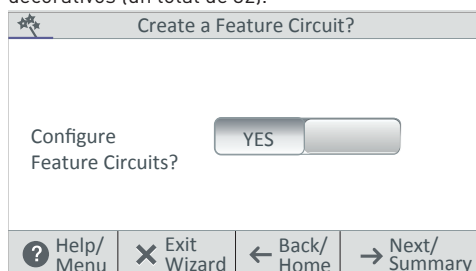 decorativos (un total de 32).
Create a Feature Circuit?
Configure
Feature Circuits?
YES
Help/
Menu
Exit
Wizard
Back/
Home
Next/
Summary